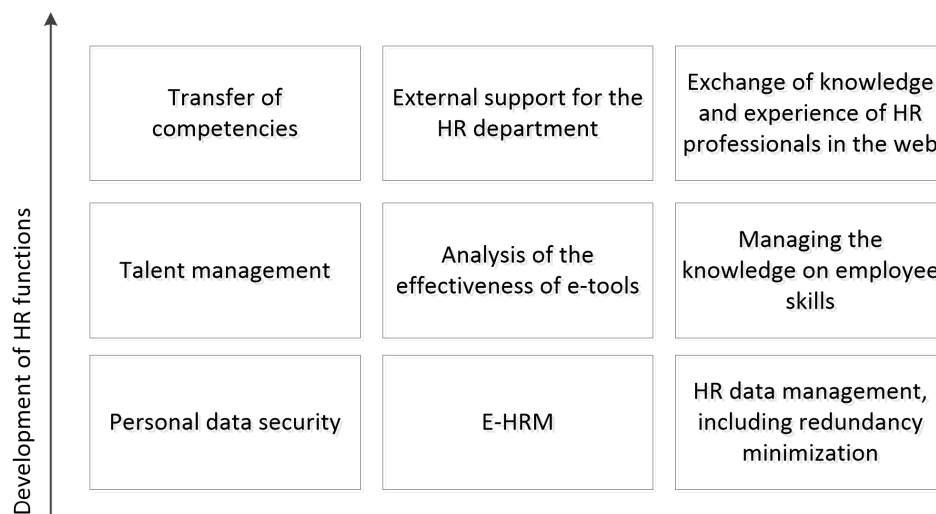 Transfer of
competencies
External support for the
HR department
Exchange of knowledge
and experience of HR
professionals in the web
Talent management
Analysis of the
effectiveness of e-tools
Managing the
knowledge on employee
skills
Personal data security
E-HRM
HR data management,
including redundancy
minimization
Development of HR functions